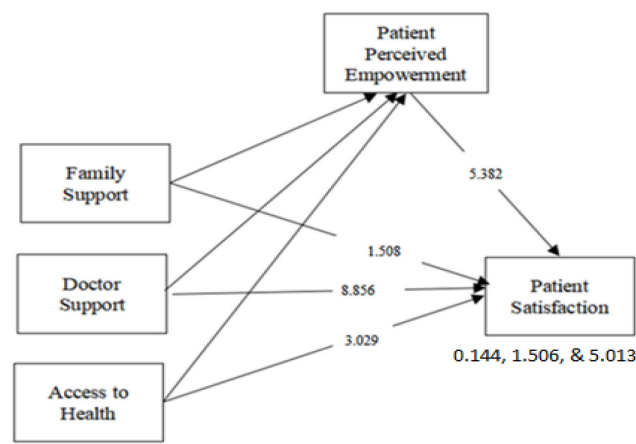 Patient
Perceived
Empowerment
Family
Support
5.382
1.508
Doctor
Support
8.856
Patient
Satisfaction
3.029
0.144, 1.506, & 5.013
Access to
Health